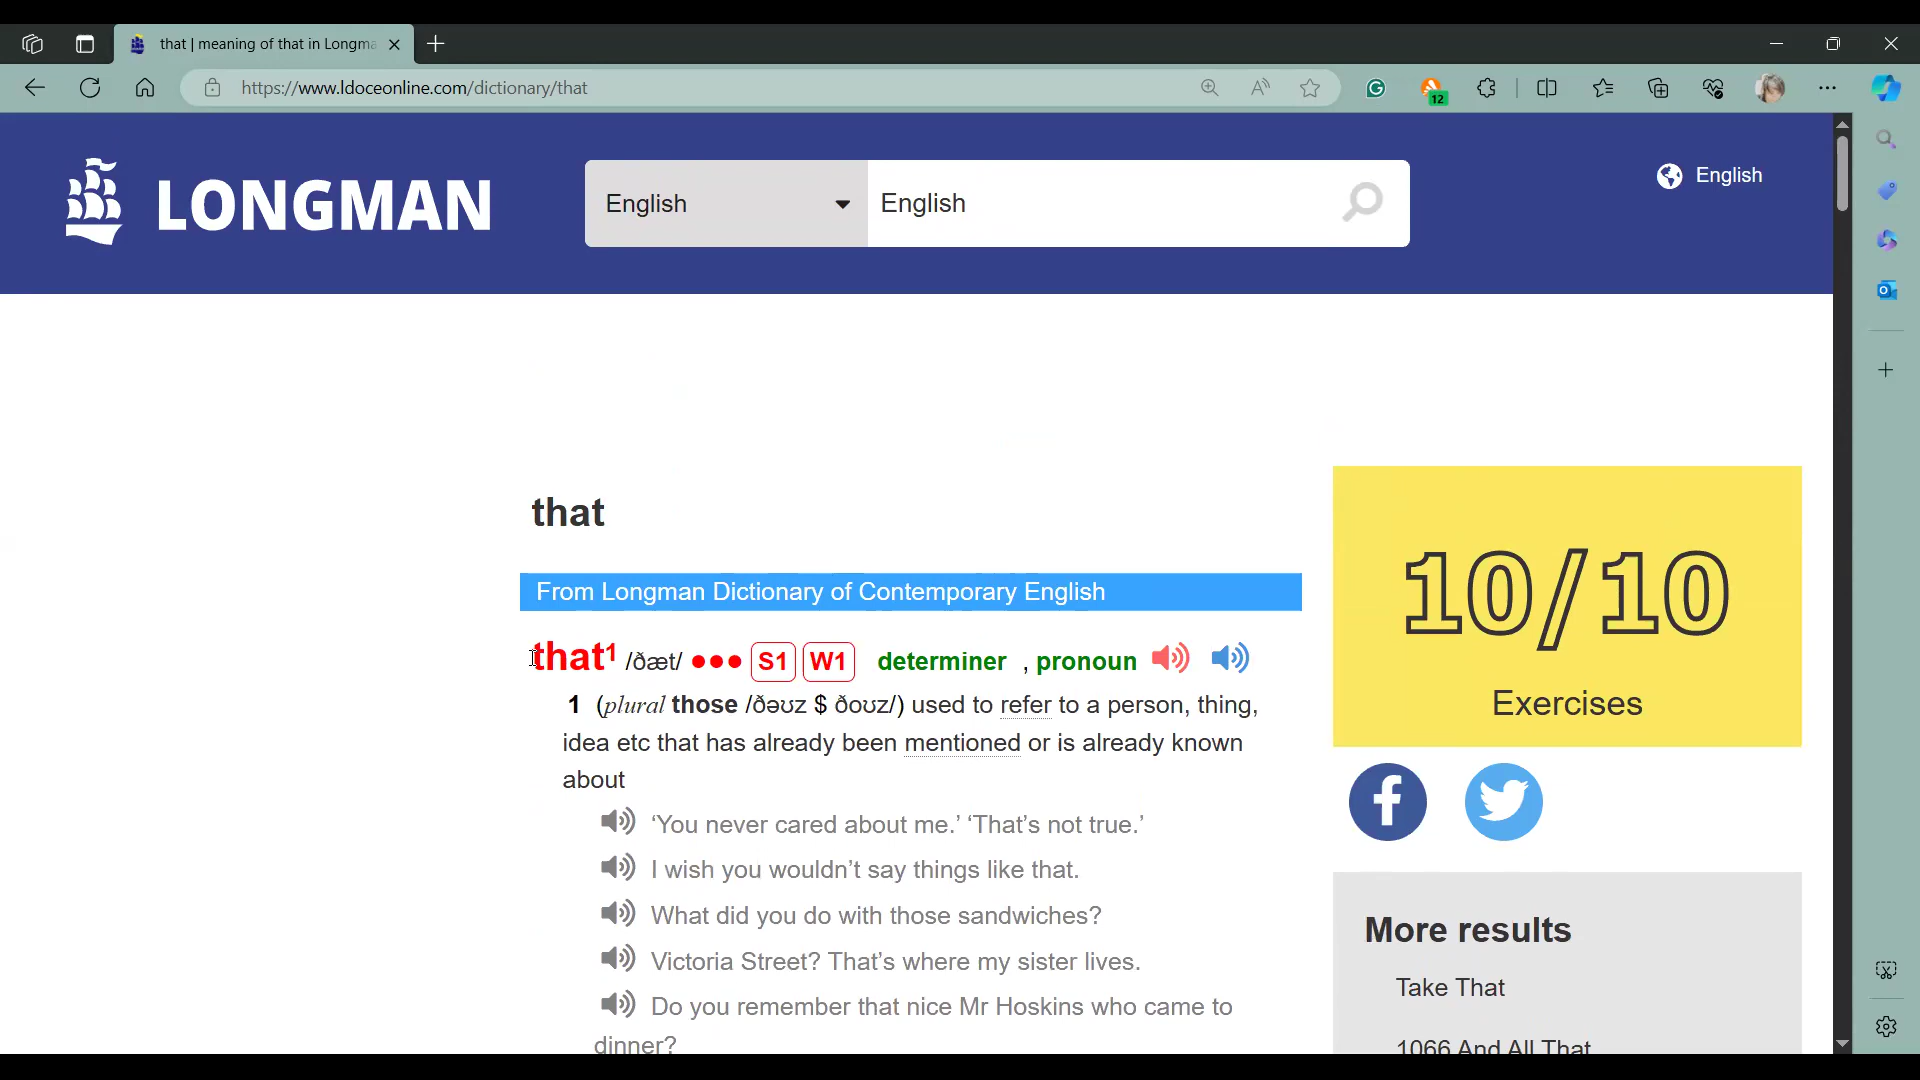 that | meaning of that in Longma
https://www.ldoceonline.com/dictionary/that
12
LONGMAN
English
English
English
that
From Longman Dictionary of Contemporary English
that1 /ðæt/ ●●● S1 W1 determiner , pronoun
1 (plural those /ðəʊz $ ðoʊz/) used to refer to a person, thing,
idea etc that has already been mentioned or is already known
about
‘You never cared about me.’ ‘That’s not true.’
I wish you wouldn’t say things like that.
What did you do with those sandwiches?
Victoria Street? That’s where my sister lives.
Do you remember that nice Mr Hoskins who came to
dinner?
10/10
Exercises
More results
Take That
1066 And All That